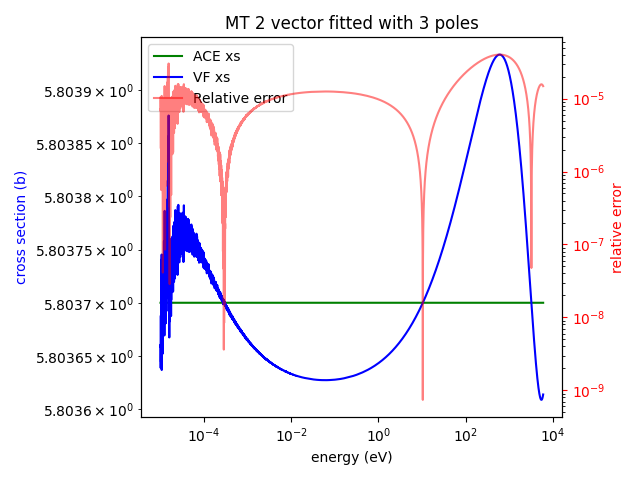 MT 2 vector fitted with 3 poles
ACE xs
VF xs
Relative error
5.8039 × 10⁰
5.80385 × 10⁰
5.8038 × 10⁰
5.80375 × 10⁰
5.8037 × 10⁰
5.80365 × 10⁰
5.8036 × 10⁰
cross section (b)
10⁻⁵
10⁻⁶
10⁻⁷
10⁻⁸
10⁻⁹
relative error
10⁻⁴
10⁻²
10⁰
10²
10⁴
energy (eV)